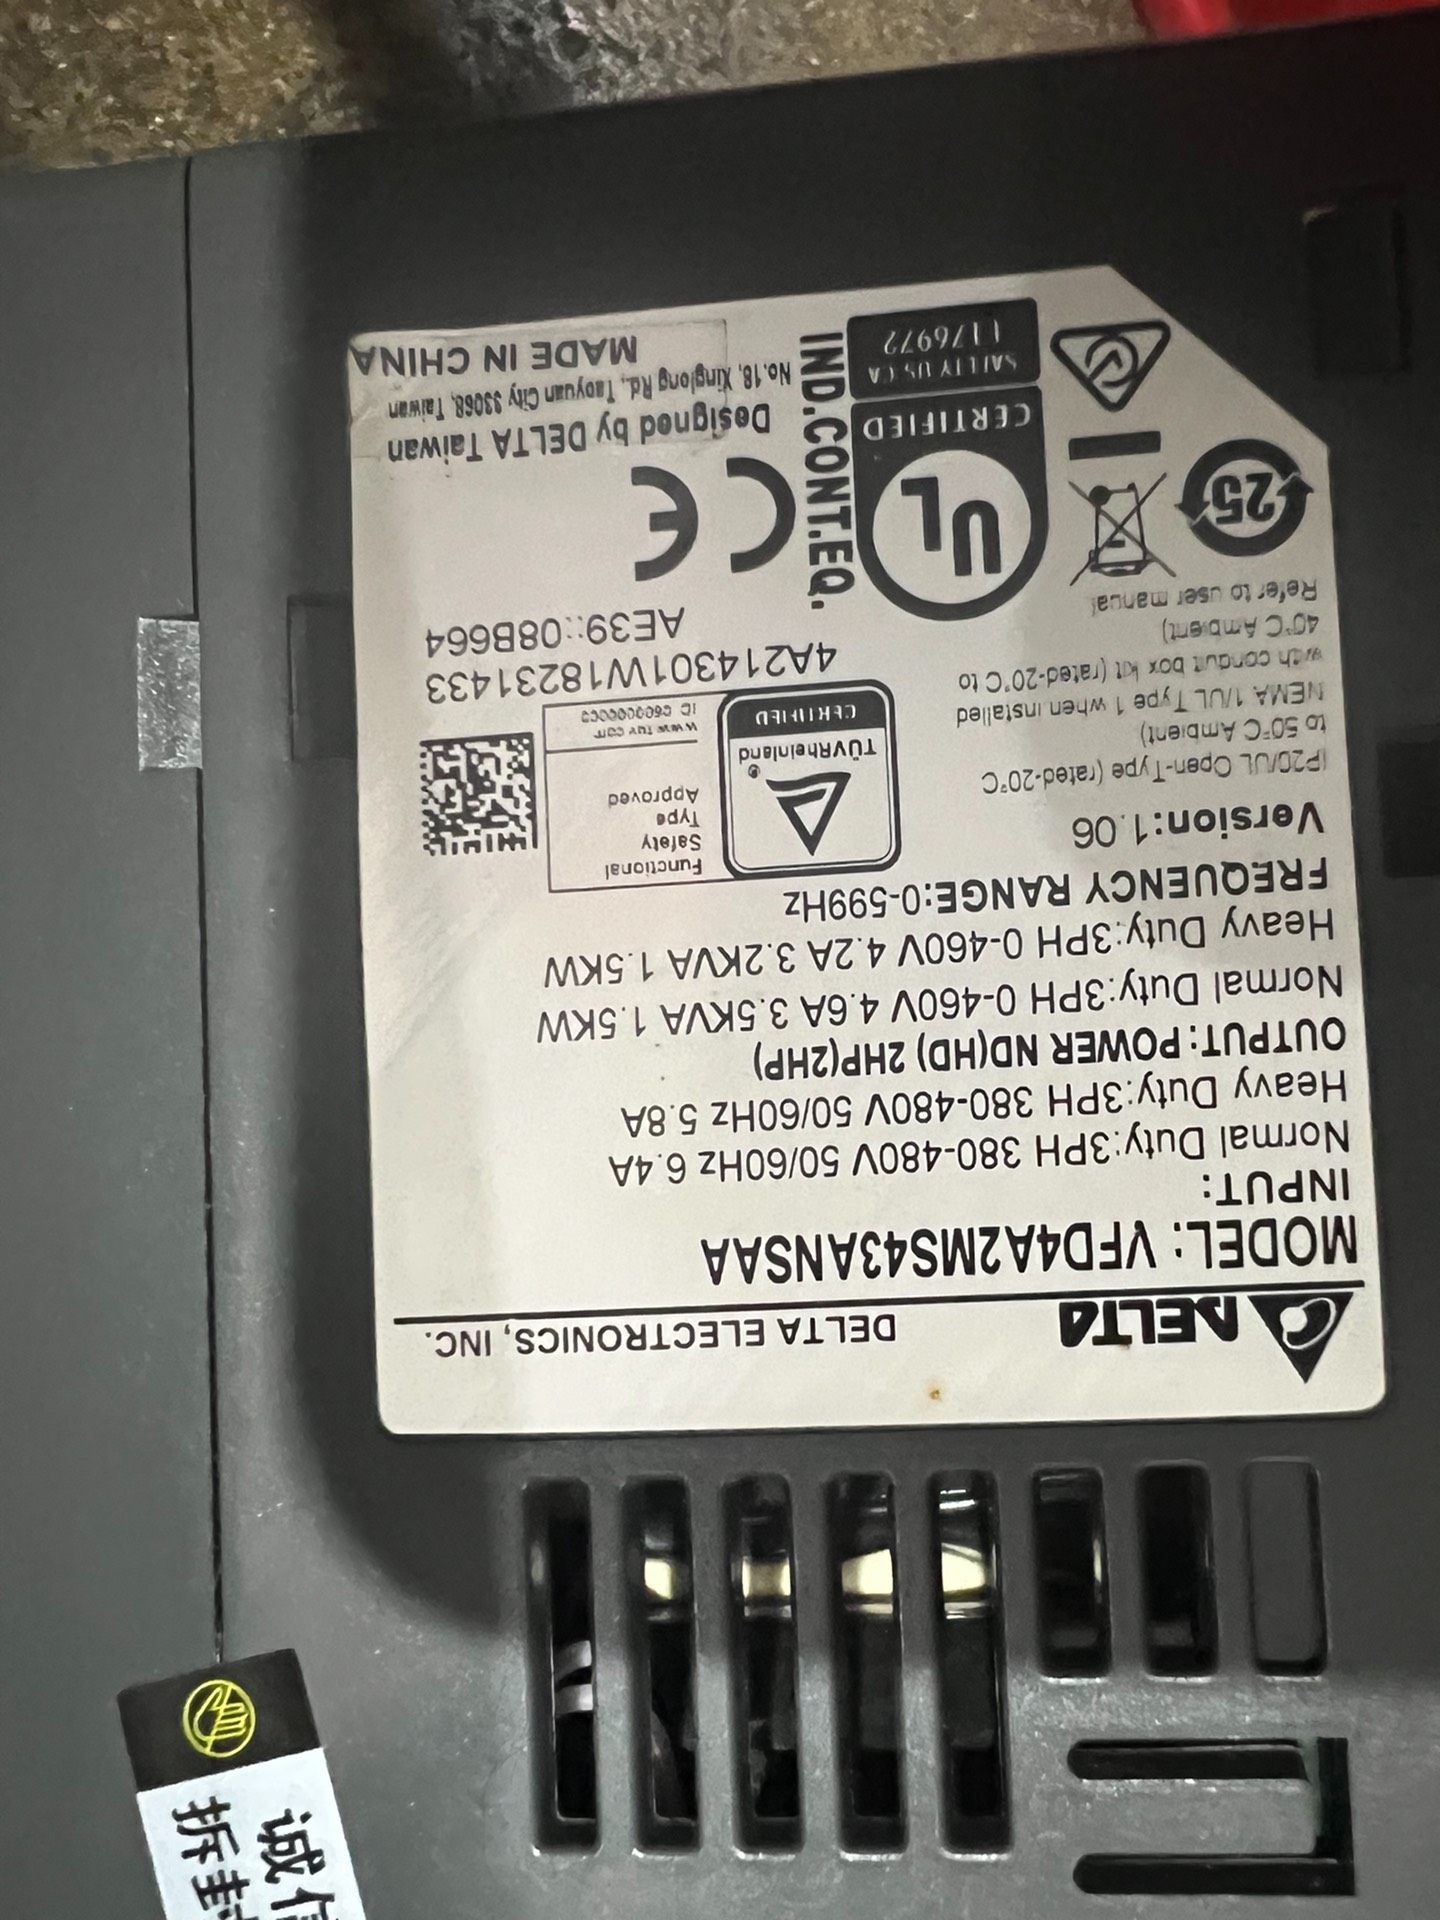 DELTA
DELTA ELECTRONICS, INC.
MODEL: VFD4A2MS43ANSAA
INPUT:
Normal Duty:3PH 380-480V 50/60Hz 6.4A
Heavy Duty:3PH 380-480V 50/60Hz 5.8A
OUTPUT:POWER ND(HD) 2HP(2HP)
Normal Duty:3PH 0-460V 4.6A 3.5KVA 1.5KW
Heavy Duty:3PH 0-460V 4.2A 3.2KVA 1.5KW
FREQUENCY RANGE:0-599Hz
Version:1.06
IP20/UL Open-Type (rated-20°C
to 50°C Ambient)
NEMA 1/UL Type 1 when installed
with conduit box kit (rated-20°C to
40°C Ambient)
Refer to user manual
TÜVRheinland
CERTIFIED
Functional
Safety
Type
Approved
www.tuv.com
ID 0600000000
4A214301W18231433
AE39::08B664
25
UL
CERTIFIED
SAFETY US CA
E176972
IND.CONT.EQ.
CE
Designed by DELTA Taiwan
No.18, Xinglong Rd., Taoyuan City 33068, Taiwan
MADE IN CHINA
诚信
拆封